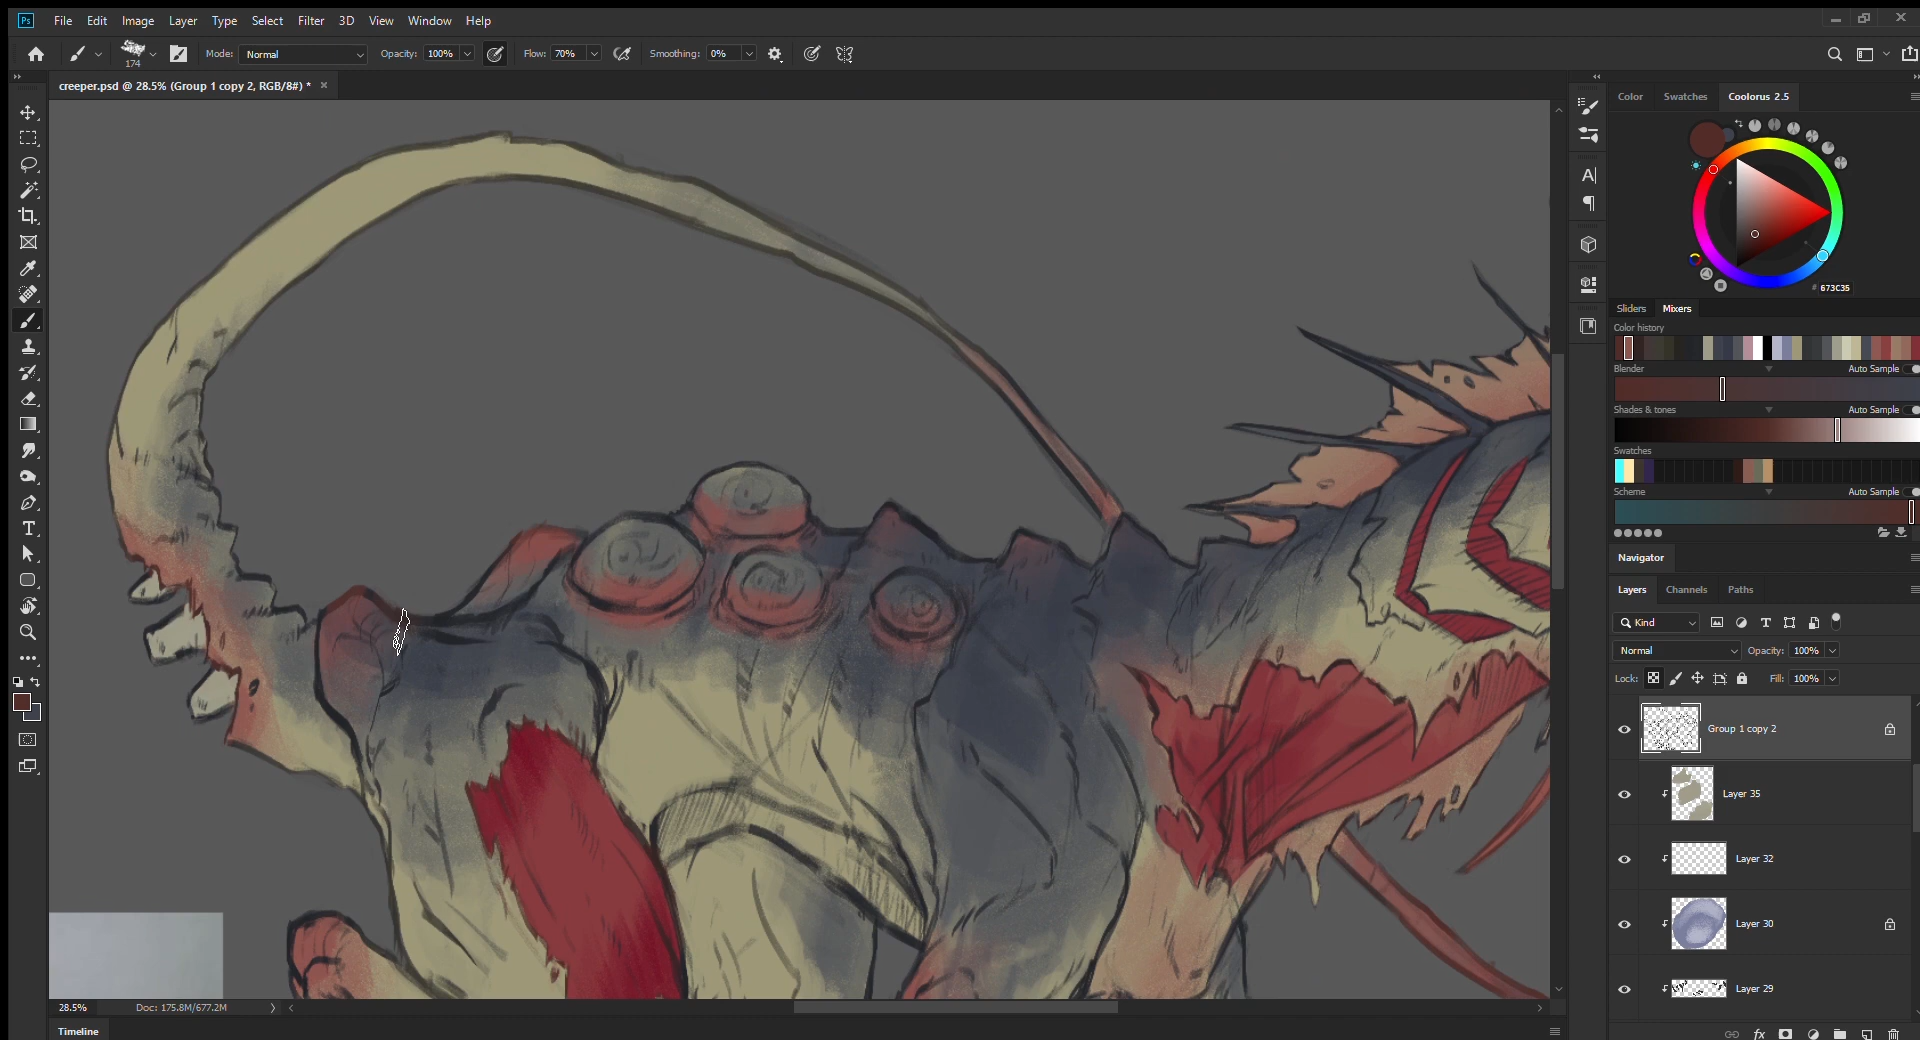 Ps File Edit Image Layer Type Select Filter 3D View Window Help
174 Mode: Normal Opacity: 100% Flow: 70% Smoothing: 0%
creeper.psd @ 28.5% (Group 1 copy 2, RGB/8#) * ×
Color Swatches Coolorus 2.5
# 673C35
Sliders Mixers
Color history
Blender Auto Sample
Shades & tones Auto Sample
Swatches
Scheme Auto Sample
Navigator
Layers Channels Paths
Kind
Normal Opacity: 100%
Lock: Fill: 100%
Group 1 copy 2
Layer 35
Layer 32
Layer 30
Layer 29
fx
28.5% Doc: 175.8M/677.2M
Timeline